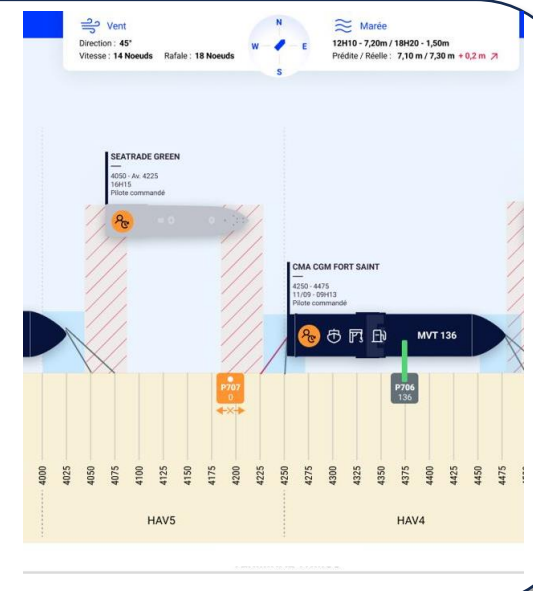 Vent
Direction : 45°
Vitesse : 14 Noeuds Rafale : 18 Noeuds
N
W E
S
Marée
12H10 - 7,20m / 18H20 - 1,50m
Prédite / Réelle : 7,10 m / 7,30 m + 0,2 m
SEATRADE GREEN
4050 - Av. 4225
16H15
Pilote commandé
CMA CGM FORT SAINT
4250 - 4475
11/09 - 09H13
Pilote commandé
MVT 136
P707
0
P706
136
4000 4025 4050 4075 4100 4125 4150 4175 4200 4225 4250 4275 4300 4325 4350 4375 4400 4425 4450 4475
HAV5 HAV4